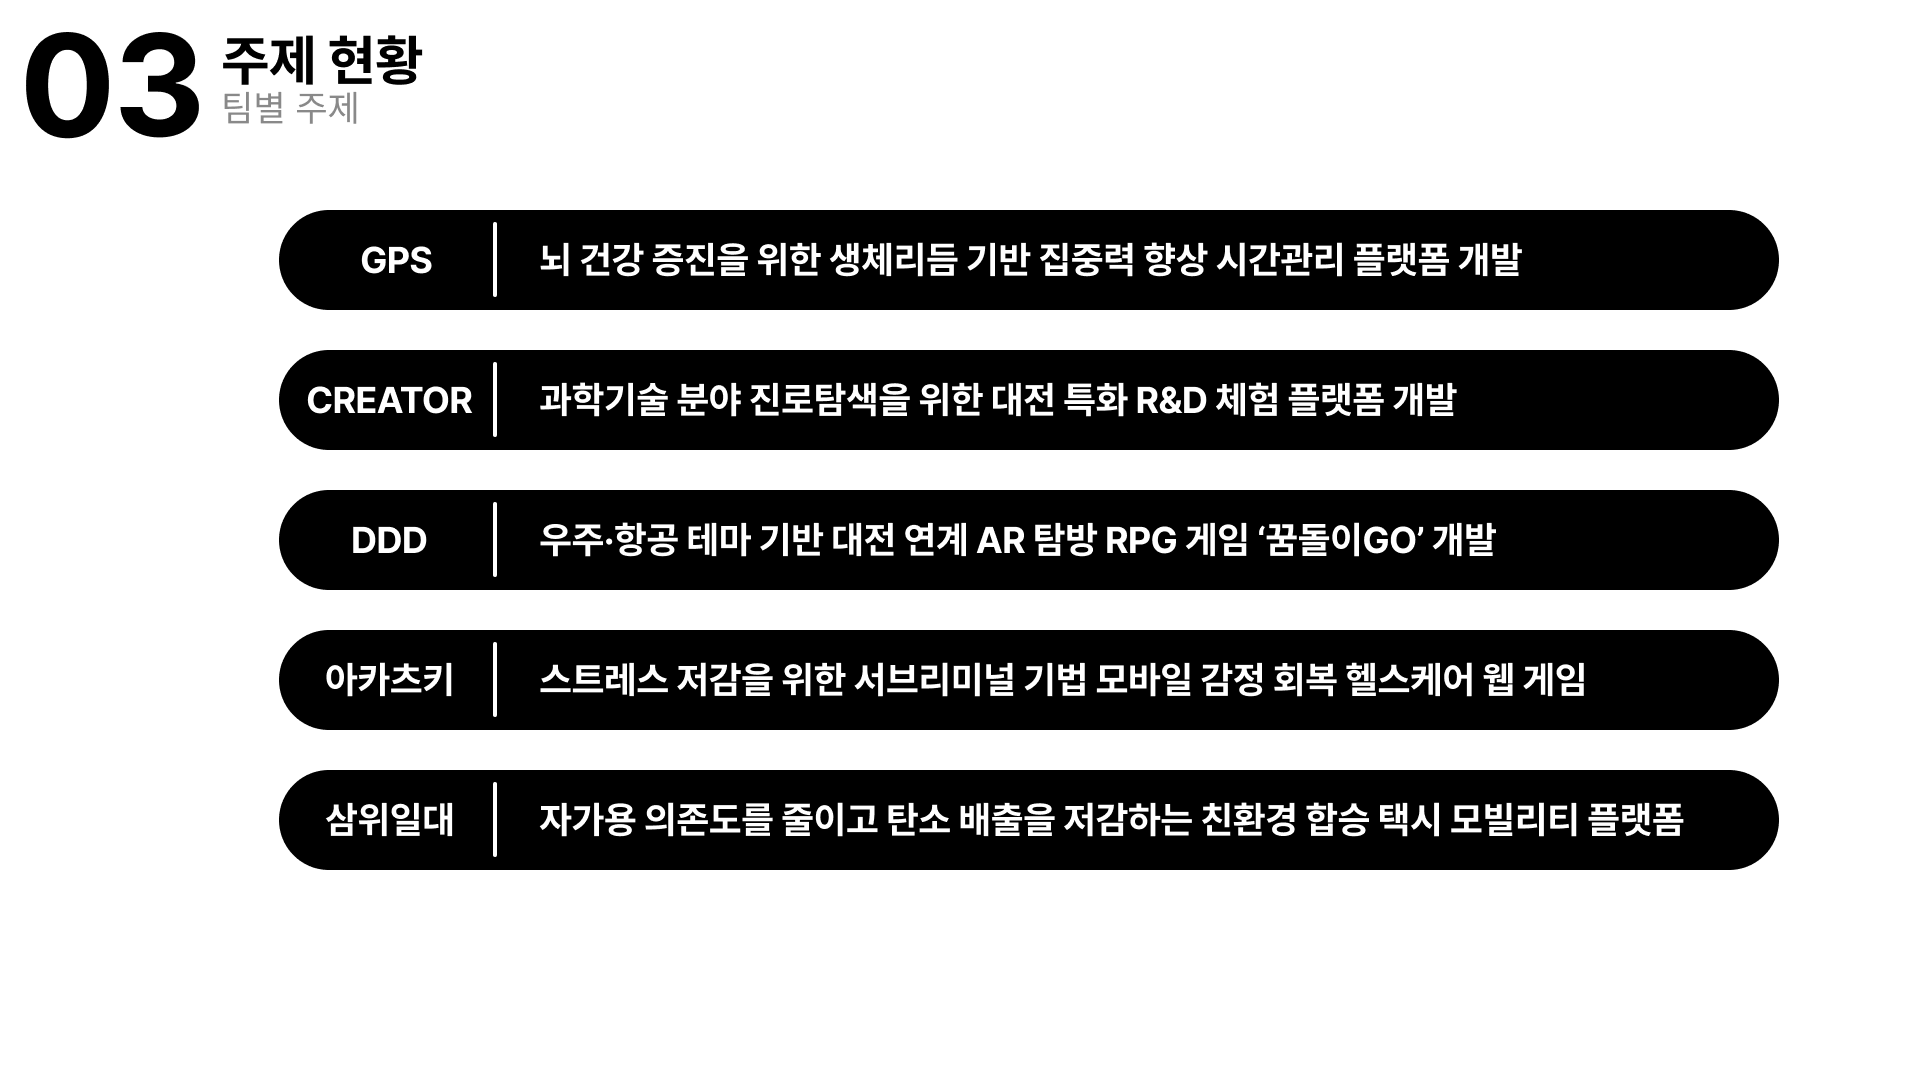 03
주제 현황
팀별 주제
GPS
뇌 건강 증진을 위한 생체리듬 기반 집중력 향상 시간관리 플랫폼 개발
CREATOR
과학기술 분야 진로탐색을 위한 대전 특화 R&D 체험 플랫폼 개발
DDD
우주·항공 테마 기반 대전 연계 AR 탐방 RPG 게임 ‘꿈돌이GO’ 개발
아카츠키
스트레스 저감을 위한 서브리미널 기법 모바일 감정 회복 헬스케어 웹 게임
삼위일대
자가용 의존도를 줄이고 탄소 배출을 저감하는 친환경 합승 택시 모빌리티 플랫폼